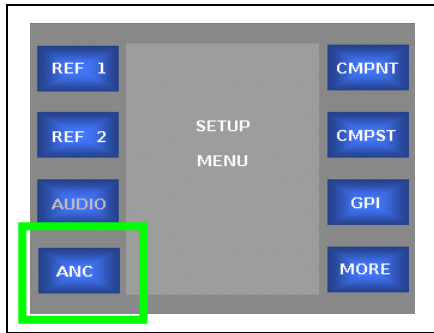 REF 1
CMPNT
REF 2
SETUP
MENU
CMPST
AUDIO
GPI
ANC
MORE